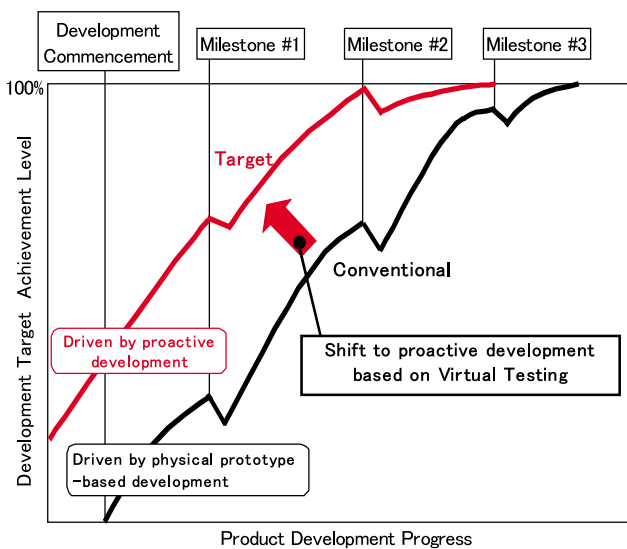 Development
Commencement
Milestone #1
Milestone #2
Milestone #3
100%
Target
Conventional
Driven by proactive
development
Shift to proactive development
based on Virtual Testing
Driven by physical prototype
-based development
Development Target Achievement Level
Product Development Progress